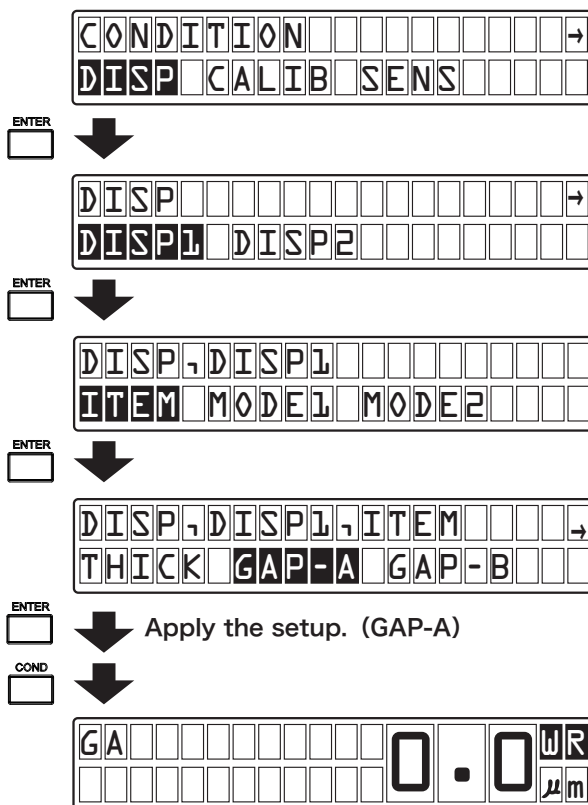 CONDITION →
DISP CALIB SENS
ENTER
DISP →
DISP1 DISP2
ENTER
DISP,DISP1
ITEM MODE1 MODE2
ENTER
DISP,DISP1,ITEM →
THICK GAP-A GAP-B
ENTER
Apply the setup. (GAP-A)
COND
GA 0.0 WR
μm